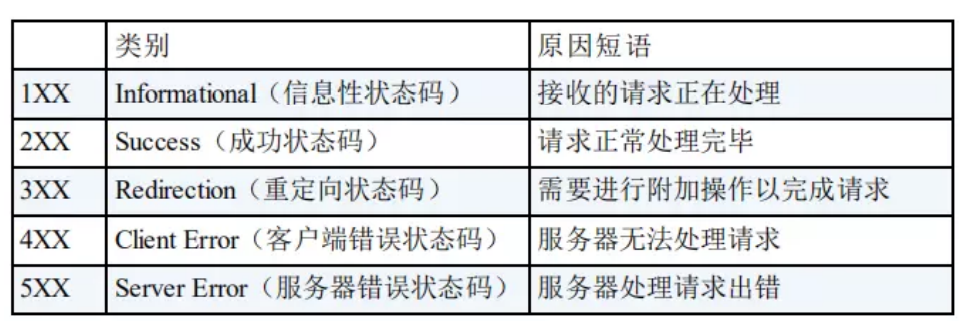 类别 原因短语
1XX Informational（信息性状态码） 接收的请求正在处理
2XX Success（成功状态码） 请求正常处理完毕
3XX Redirection（重定向状态码） 需要进行附加操作以完成请求
4XX Client Error（客户端错误状态码） 服务器无法处理请求
5XX Server Error（服务器错误状态码） 服务器处理请求出错